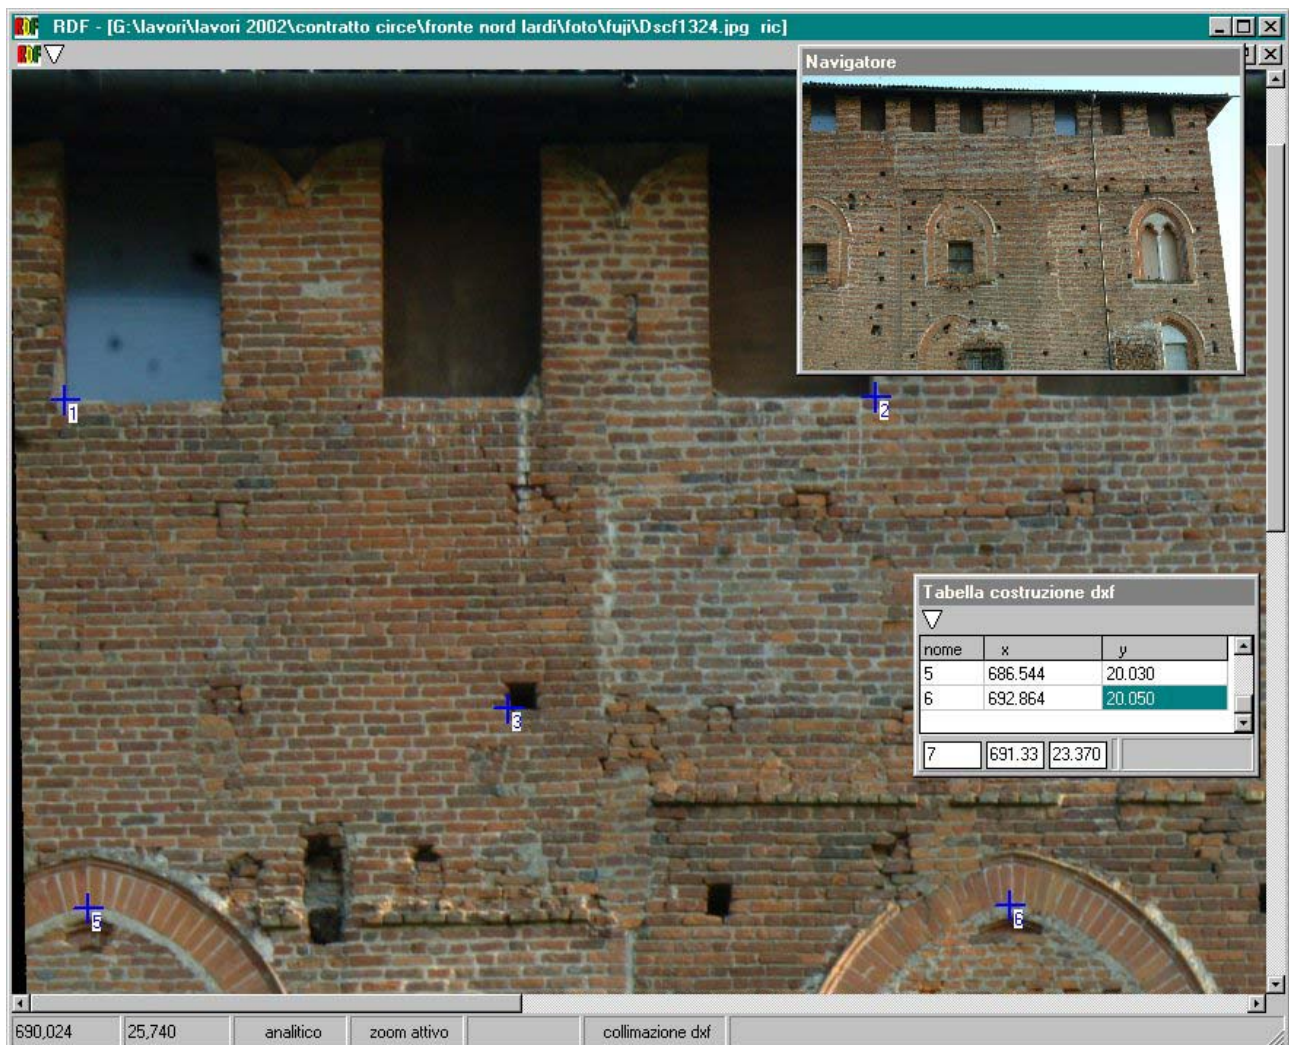 RDF - [G:\lavori\lavori 2002\contratto circe\fronte nord lardi\foto\fuji\Dscf1324.jpg ric]
RDF
Navigatore
1
2
3
Tabella costruzione dxf
nome x y
5 686.544 20.030
6 692.864 20.050
7 691.33 23.370
5
6
690,024 25,740 analitico zoom attivo collimazione dxf